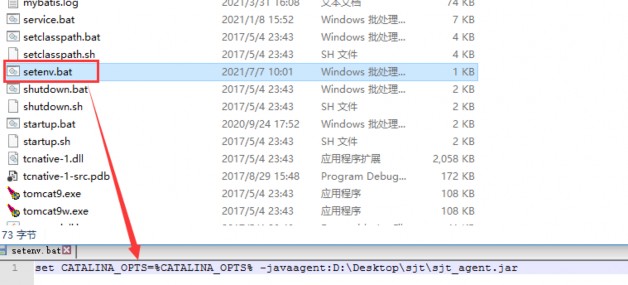 mybatis.log 2021/3/31 16:08 文本文档 74 KB
service.bat 2021/1/8 15:52 Windows 批处理... 7 KB
setclasspath.bat 2017/5/4 23:43 Windows 批处理... 4 KB
setclasspath.sh 2017/5/4 23:43 SH 文件 4 KB
setenv.bat 2021/7/7 10:01 Windows 批处理... 1 KB
shutdown.bat 2017/5/4 23:43 Windows 批处理... 2 KB
shutdown.sh 2017/5/4 23:43 SH 文件 2 KB
startup.bat 2020/9/24 17:52 Windows 批处理... 2 KB
startup.sh 2017/5/4 23:43 SH 文件 2 KB
tcnative-1.dll 2017/5/4 23:43 应用程序扩展 2,058 KB
tcnative-1-src.pdb 2017/8/29 15:48 Program Debug... 172 KB
tomcat9.exe 2017/5/4 23:43 应用程序 108 KB
tomcat9w.exe 2017/5/4 23:43 应用程序 108 KB
73 字节
setenv.bat
1 set CATALINA_OPTS=%CATALINA_OPTS% -javaagent:D:\Desktop\sjt\sjt_agent.jar